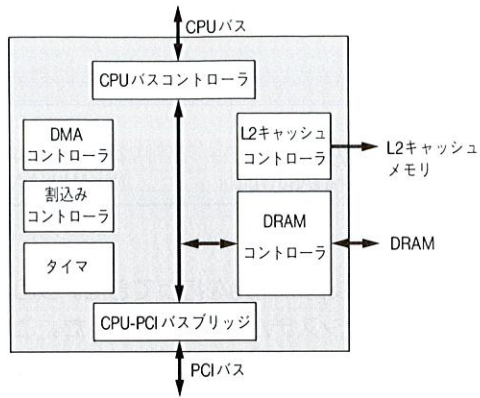 CPUバス
CPUバスコントローラ
DMA
コントローラ
割込み
コントローラ
タイマ
L2キャッシュ
コントローラ
L2キャッシュ
メモリ
DRAM
コントローラ
DRAM
CPU-PCIバスブリッジ
PCIバス